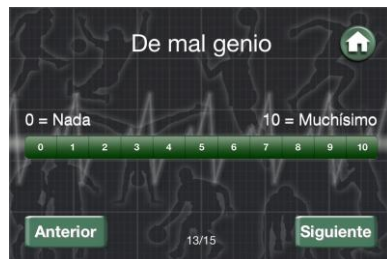 De mal genio
0 = Nada 10 = Muchísimo
0 1 2 3 4 5 6 7 8 9 10
Anterior 13/15 Siguiente